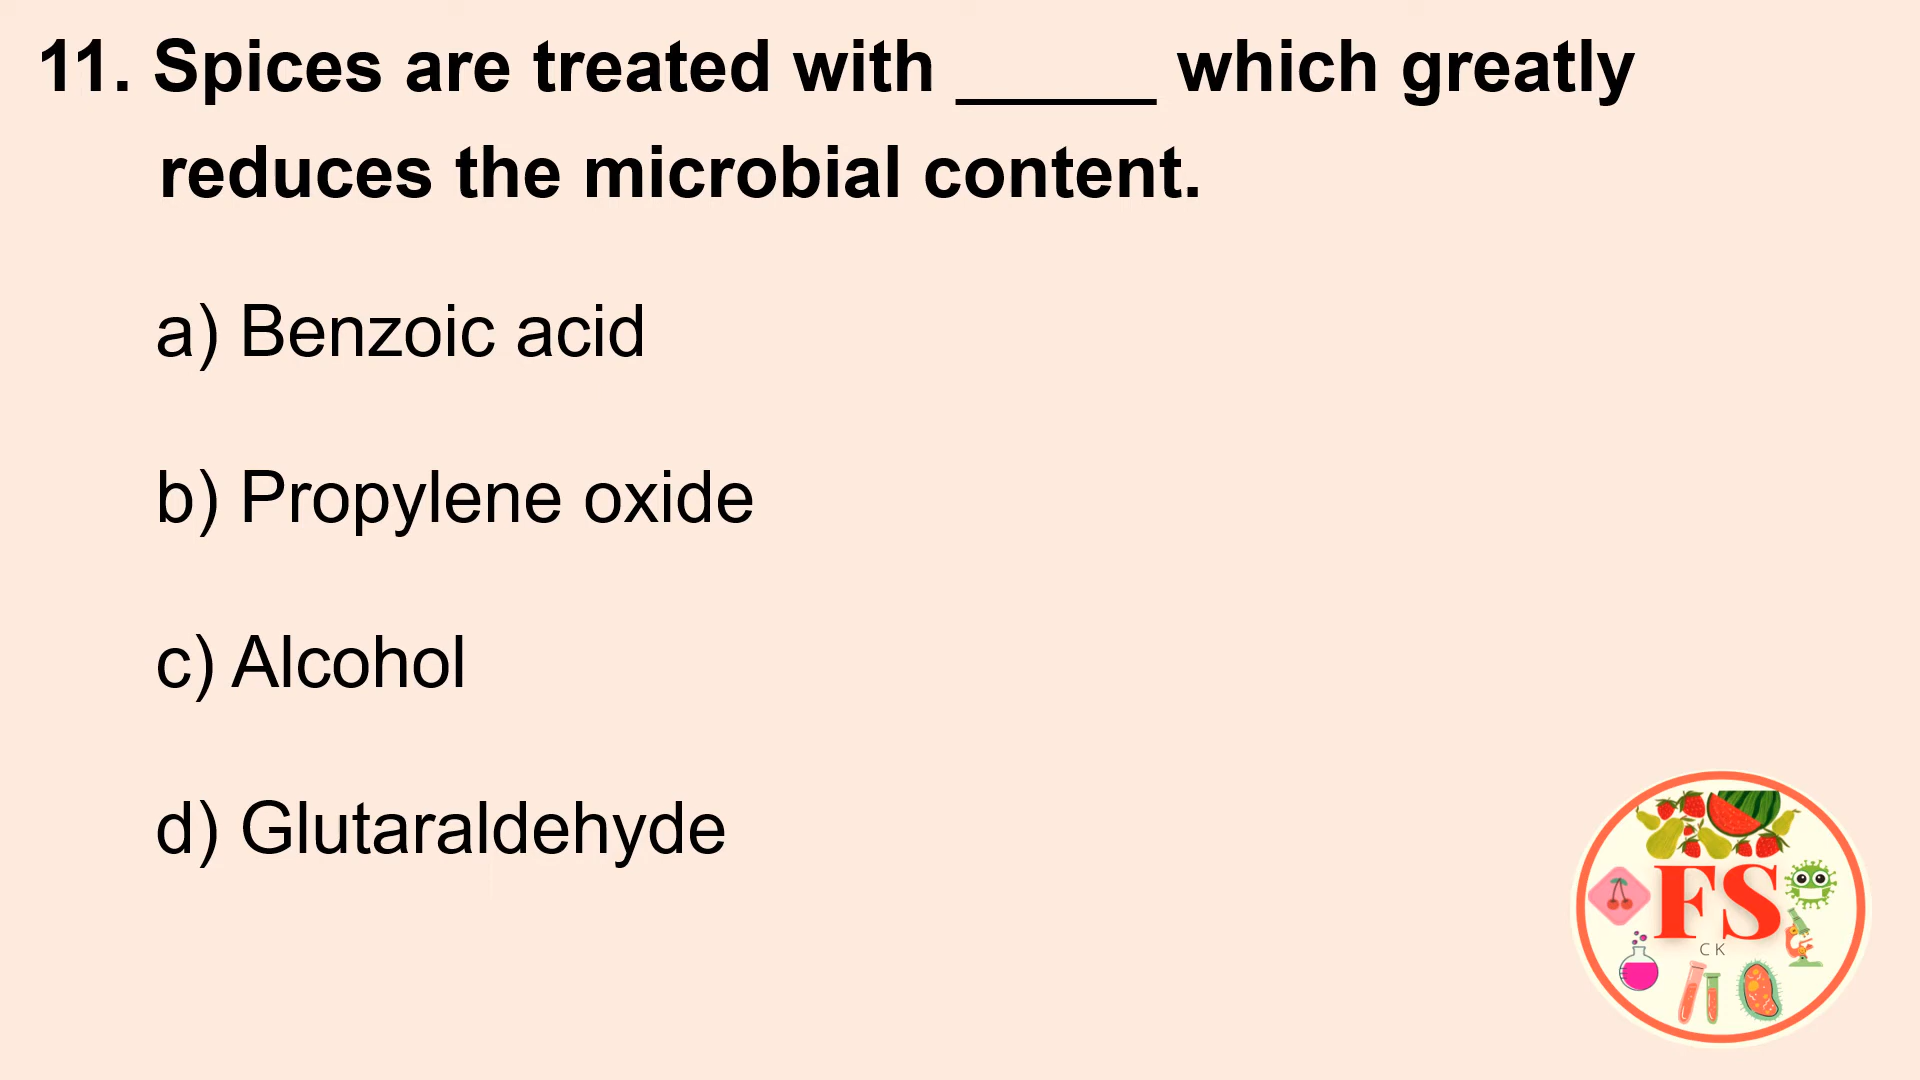 11. Spices are treated with _____ which greatly
reduces the microbial content.
a) Benzoic acid
b) Propylene oxide
c) Alcohol
d) Glutaraldehyde
FS
CK